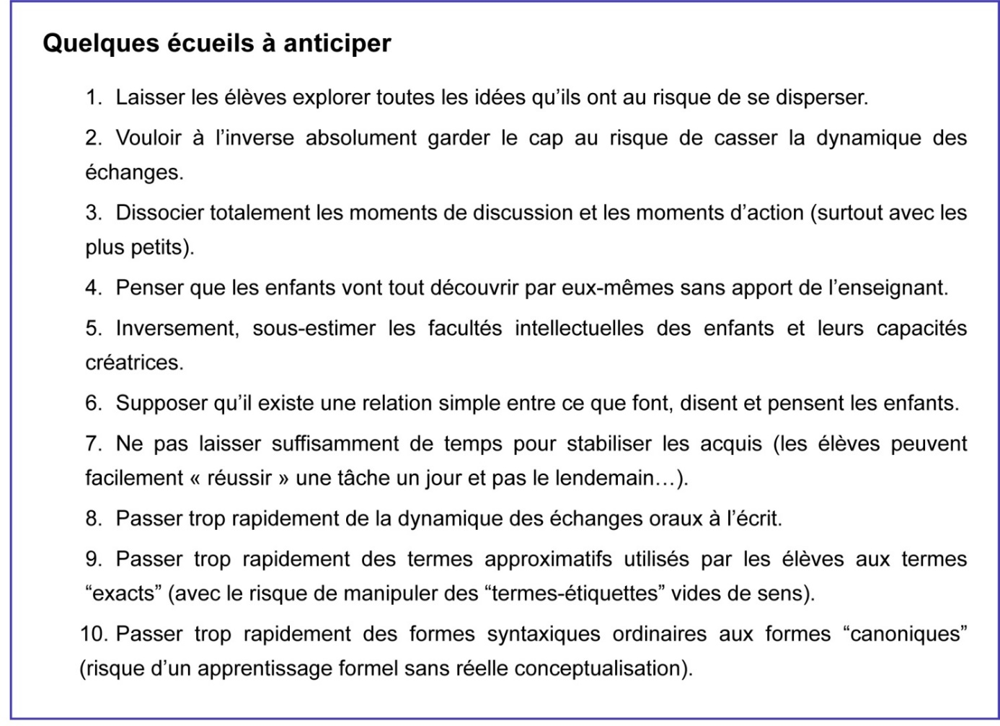 Quelques écueils à anticiper
1. Laisser les élèves explorer toutes les idées qu’ils ont au risque de se disperser.
2. Vouloir à l’inverse absolument garder le cap au risque de casser la dynamique des
échanges.
3. Dissocier totalement les moments de discussion et les moments d’action (surtout avec les
plus petits).
4. Penser que les enfants vont tout découvrir par eux-mêmes sans apport de l’enseignant.
5. Inversement, sous-estimer les facultés intellectuelles des enfants et leurs capacités
créatrices.
6. Supposer qu’il existe une relation simple entre ce que font, disent et pensent les enfants.
7. Ne pas laisser suffisamment de temps pour stabiliser les acquis (les élèves peuvent
facilement « réussir » une tâche un jour et pas le lendemain…).
8. Passer trop rapidement de la dynamique des échanges oraux à l’écrit.
9. Passer trop rapidement des termes approximatifs utilisés par les élèves aux termes
“exacts” (avec le risque de manipuler des “termes-étiquettes” vides de sens).
10. Passer trop rapidement des formes syntaxiques ordinaires aux formes “canoniques”
(risque d’un apprentissage formel sans réelle conceptualisation).